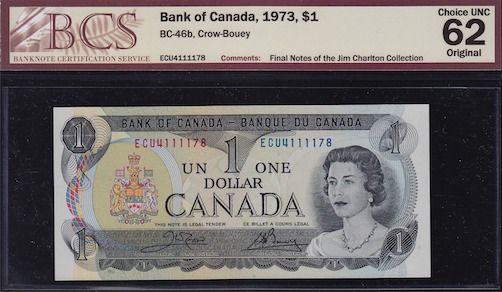 BCS
BANKNOTE CERTIFICATION SERVICE
Bank of Canada, 1973, $1
BC-46b, Crow-Bouey
ECU4111178 Comments: Final Notes of the Jim Charlton Collection
Choice UNC
62
Original
BANK OF CANADA – BANQUE DU CANADA
1 ECU4111178 ECU4111178 1
UN 1 ONE
DOLLAR
CANADA
THIS NOTE IS LEGAL TENDER CE BILLET A COURS LÉGAL
1 1